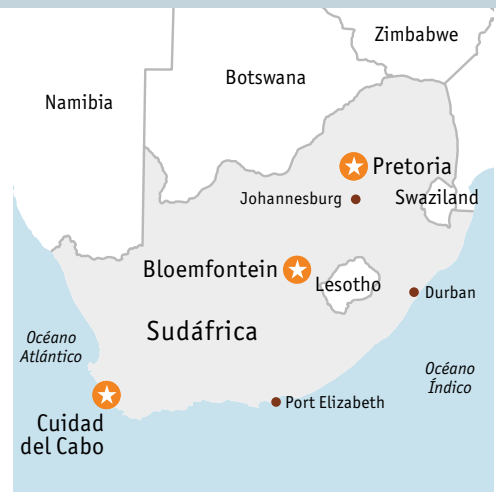 Zimbabwe
Botswana
Namibia
Pretoria
Johannesburg
Swaziland
Bloemfontein
Lesotho
Durban
Sudáfrica
Océano
Atlántico
Océano
Índico
Cuidad
del Cabo
Port Elizabeth